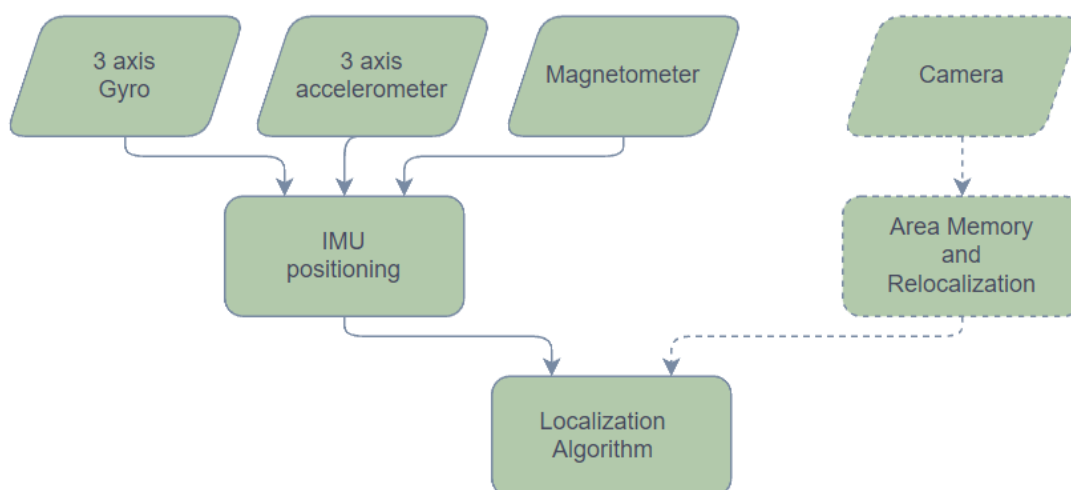 3 axis
Gyro
3 axis
accelerometer
Magnetometer
Camera
IMU
positioning
Area Memory
and
Relocalization
Localization
Algorithm